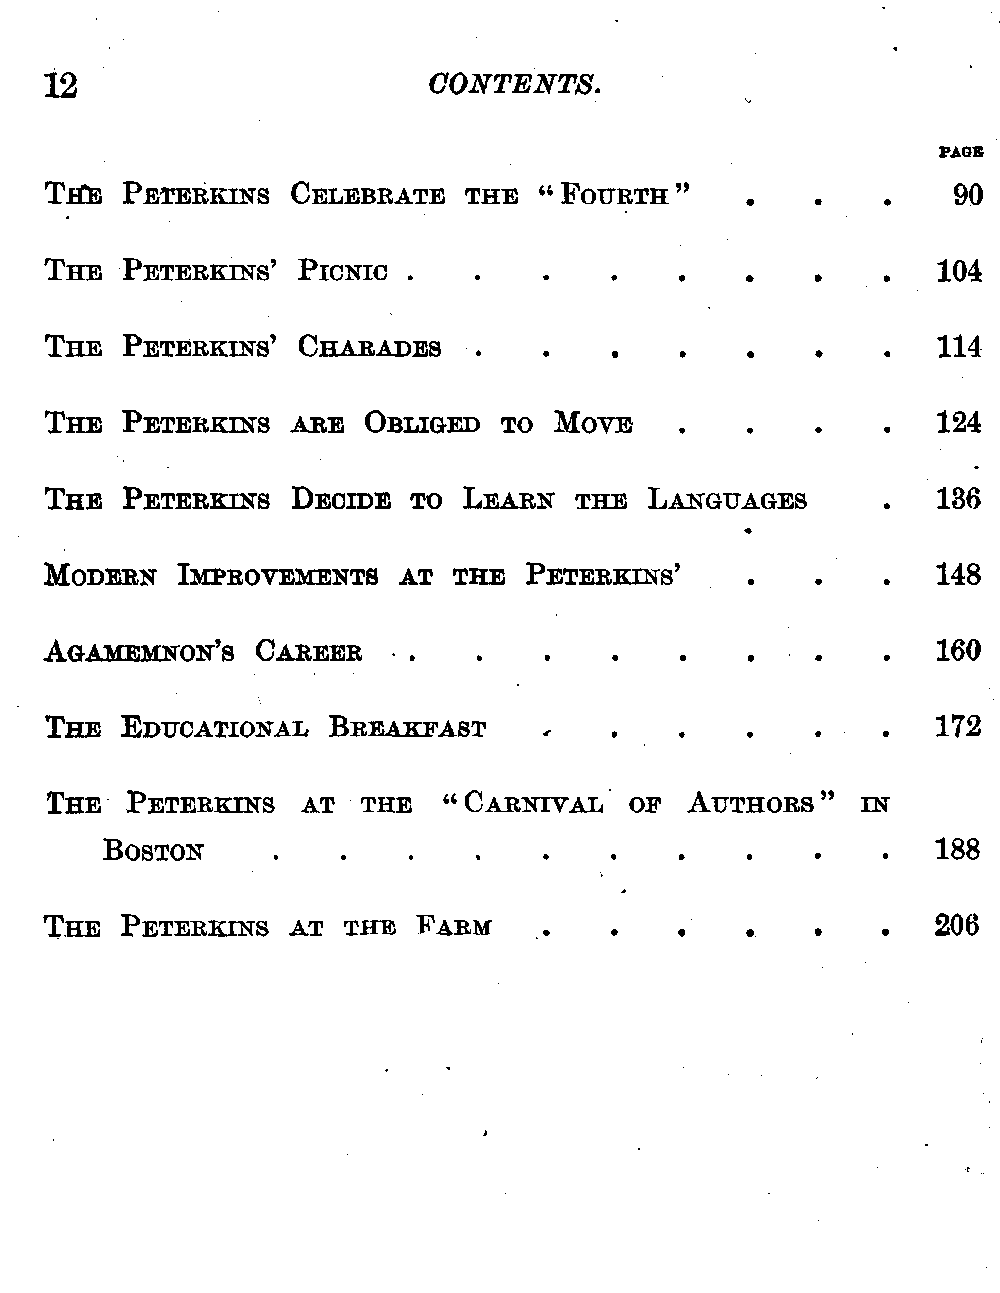 12 CONTENTS.
PAGE
The Peterkins Celebrate the "Fourth" . . . 90
The Peterkins' Picnic . . . . . . . . 104
The Peterkins' Charades . . . . . . . 114
The Peterkins are Obliged to Move . . . . 124
The Peterkins Decide to Learn the Languages . 136
Modern Improvements at the Peterkins' . . . 148
Agamemnon's Career . . . . . . . . 160
The Educational Breakfast . . . . . . 172
The Peterkins at the "Carnival of Authors" in
Boston . . . . . . . . . . 188
The Peterkins at the Farm . . . . . . 206